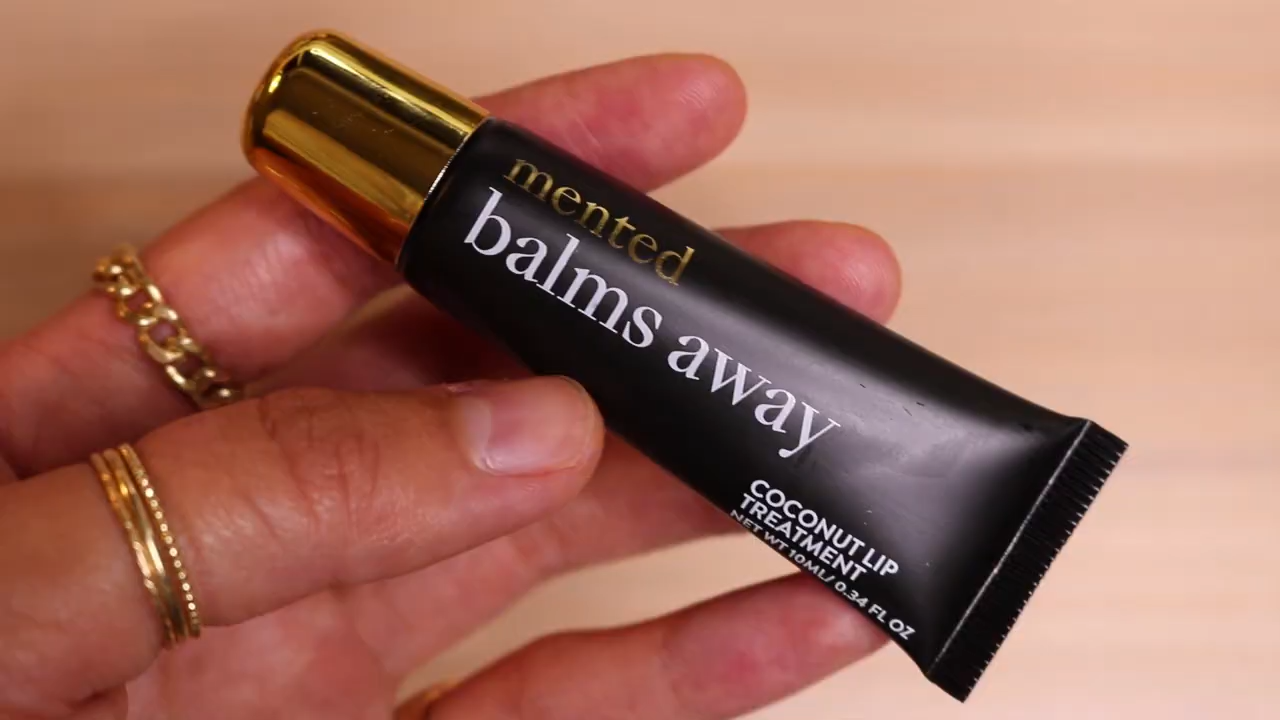 mented
balms away
COCONUT LIP
TREATMENT
NET WT 10ML/ 0.34 FL OZ